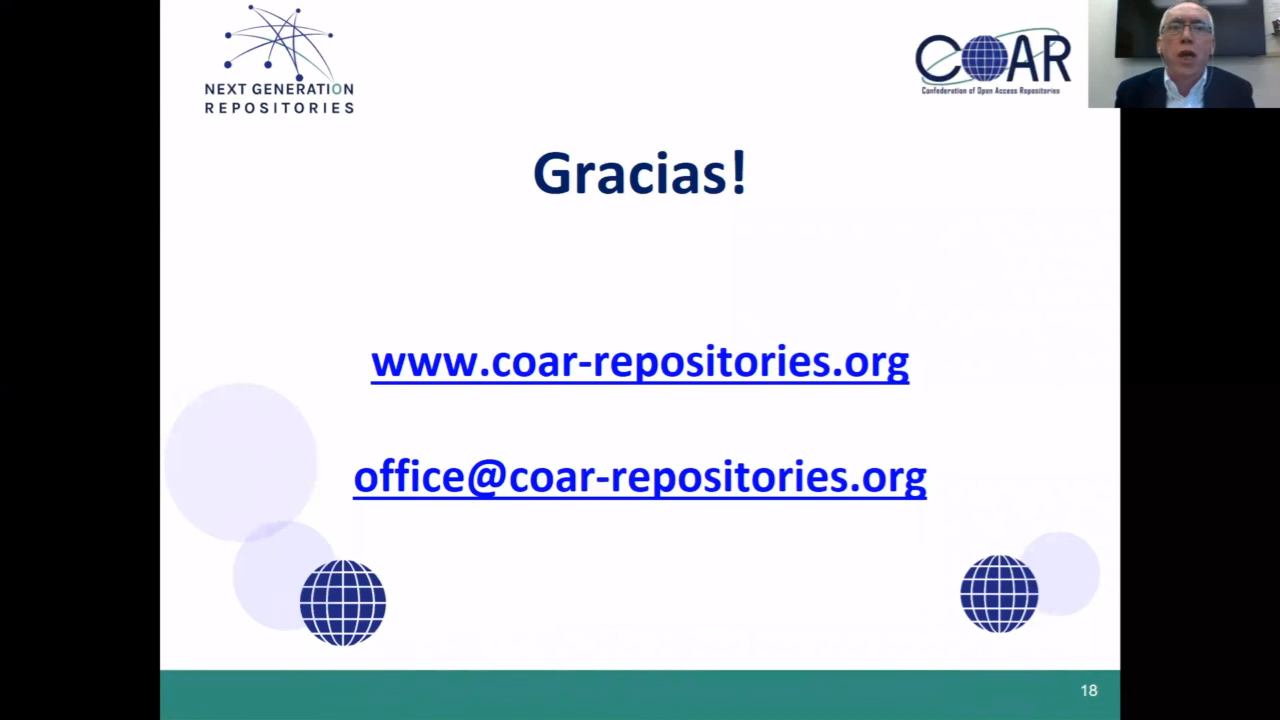 NEXT GENERATION
REPOSITORIES
COAR
Confederation of Open Access Repositories
Gracias!
www.coar-repositories.org
office@coar-repositories.org
18